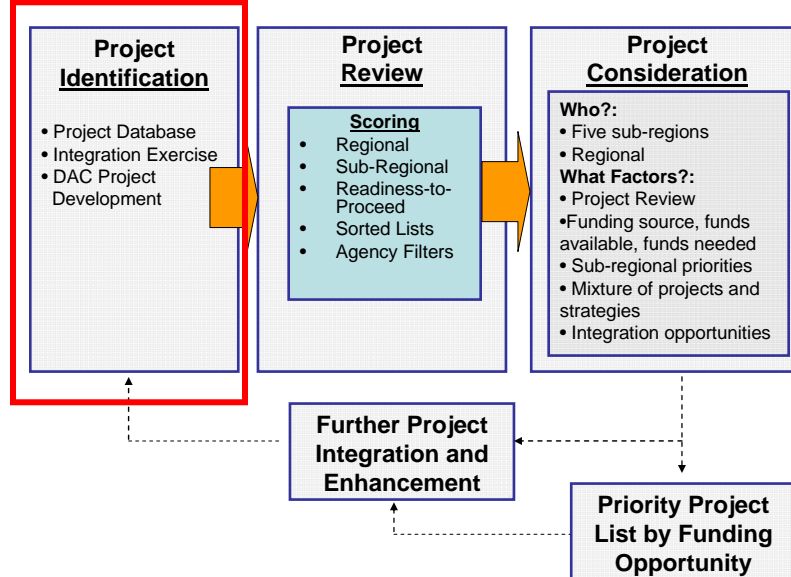 Project
Identification
• Project Database
• Integration Exercise
• DAC Project
Development
Project
Review
Scoring
• Regional
• Sub-Regional
• Readiness-to-
Proceed
• Sorted Lists
• Agency Filters
Project
Consideration
Who?:
• Five sub-regions
• Regional
What Factors?:
• Project Review
•Funding source, funds
available, funds needed
• Sub-regional priorities
• Mixture of projects and
strategies
• Integration opportunities
Further Project
Integration and
Enhancement
Priority Project
List by Funding
Opportunity